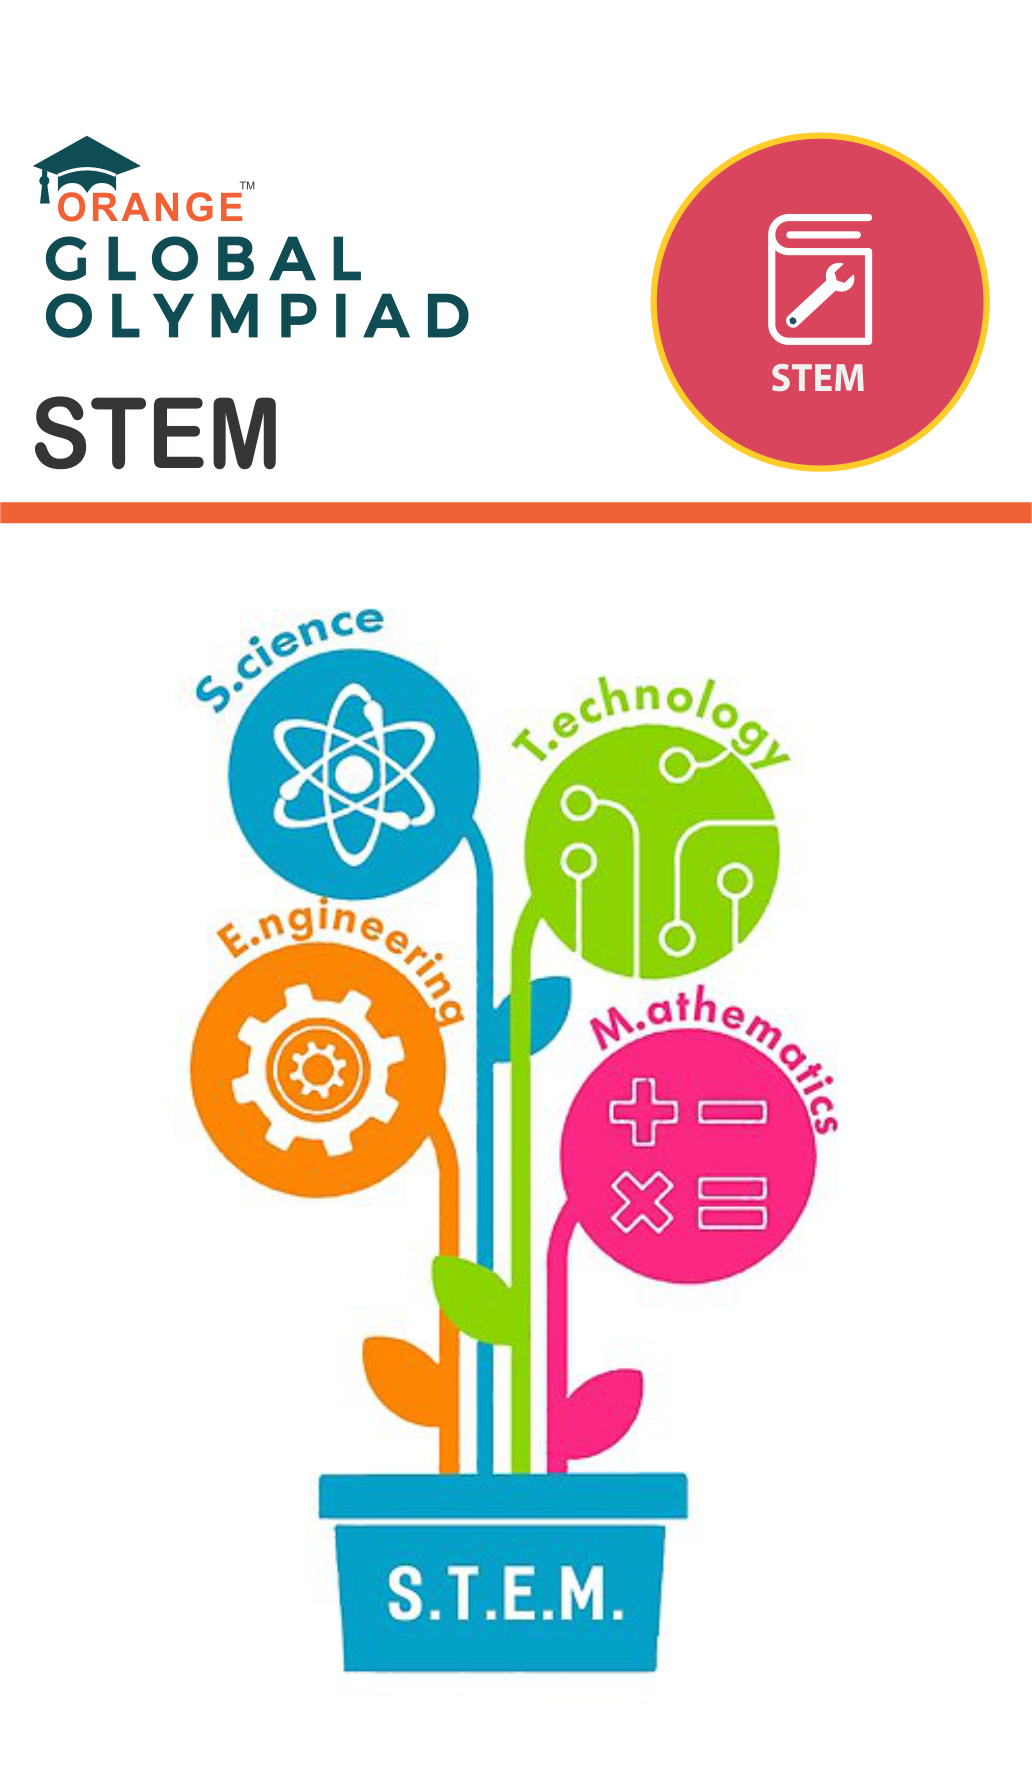 ORANGE™
GLOBAL
OLYMPIAD
STEM
STEM
S.cience
T.echnology
E.ngineering
M.athematics
S.T.E.M.